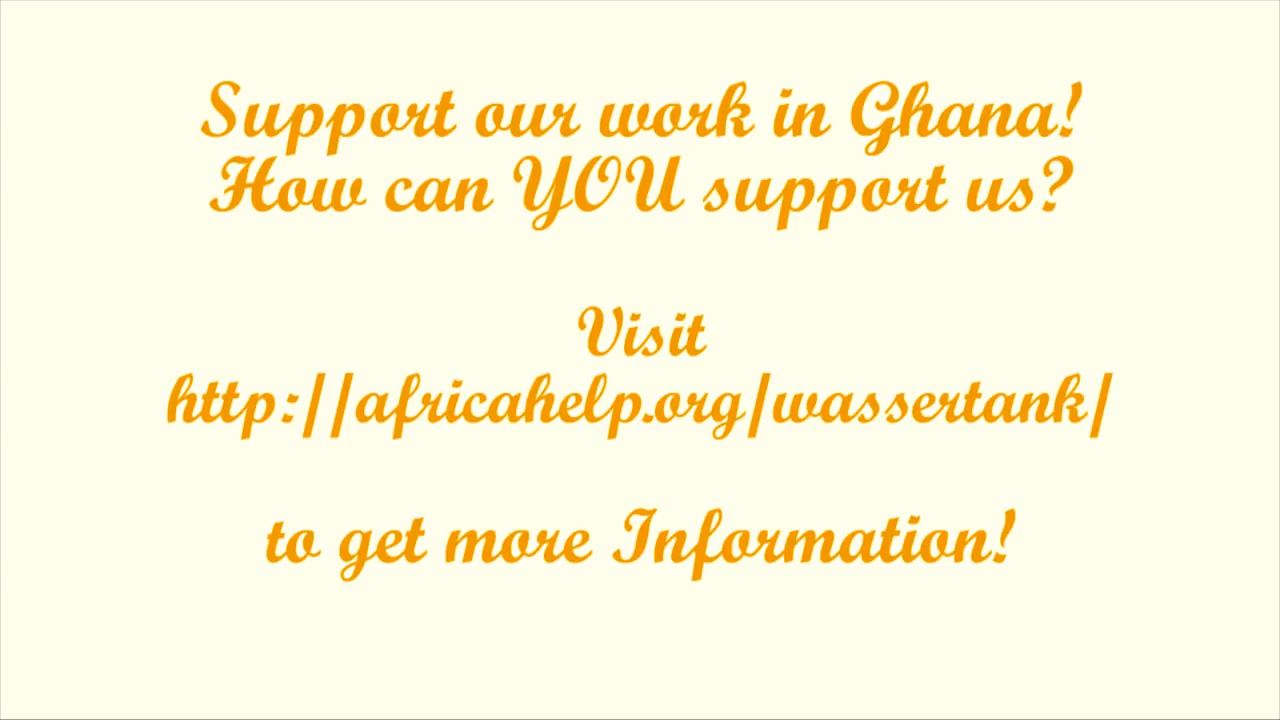 Support our work in Ghana!
How can YOU support us?
Visit
http://africahelp.org/wassertank/
to get more Information!